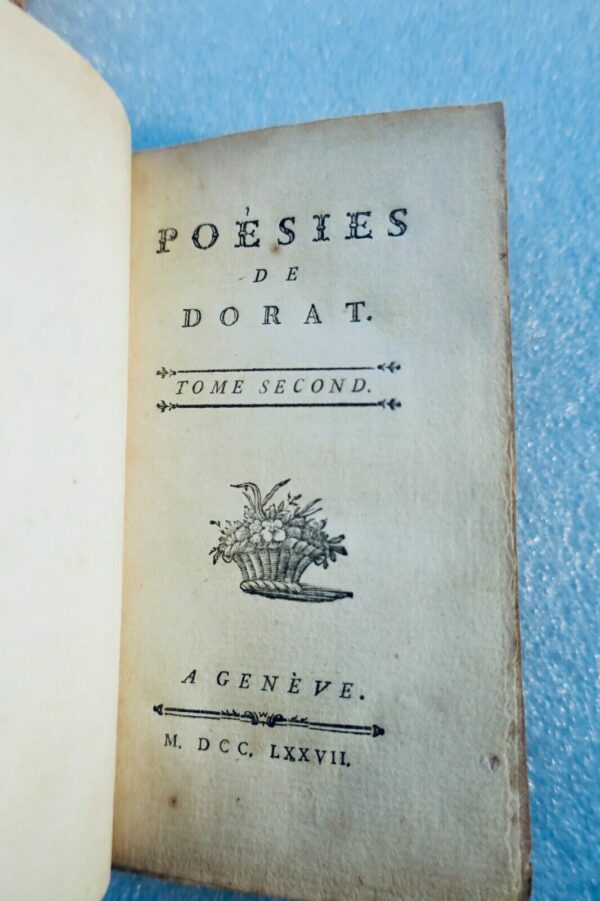 POÉSIES
DE
DORAT.
TOME SECOND.
A GENÈVE.
M. DCC. LXXVII.